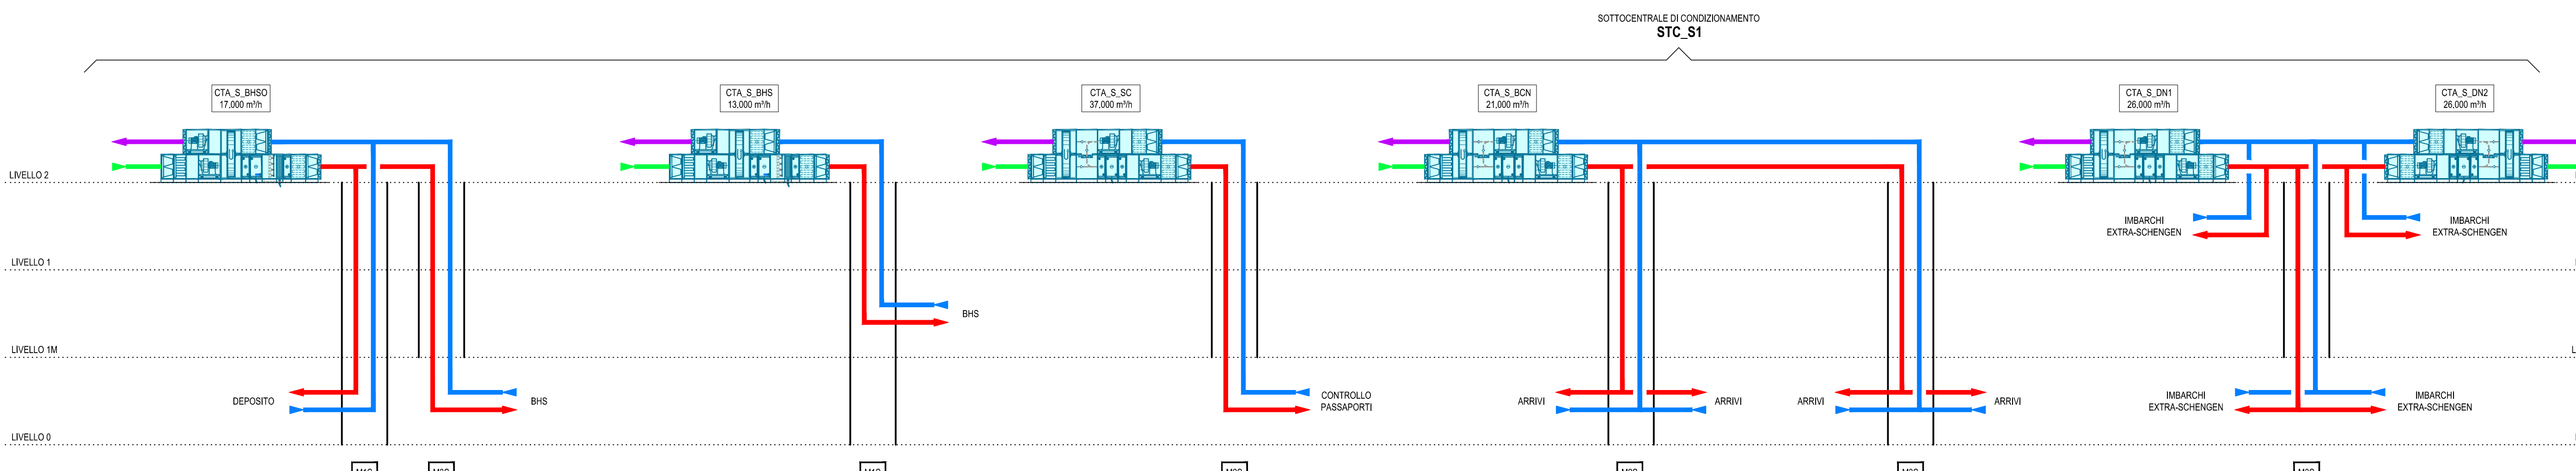 SOTTOCENTRALE DI CONDIZIONAMENTO
STC_S1
CTA_S_BHSO
17,000 m³/h
CTA_S_BHS
13,000 m³/h
CTA_S_SC
37,000 m³/h
CTA_S_BCN
21,000 m³/h
CTA_S_DN1
26,000 m³/h
CTA_S_DN2
26,000 m³/h
LIVELLO 2
IMBARCHI
EXTRA-SCHENGEN
IMBARCHI
EXTRA-SCHENGEN
LIVELLO 1
BHS
LIVELLO 1M
DEPOSITO
BHS
CONTROLLO
PASSAPORTI
ARRIVI
ARRIVI
ARRIVI
ARRIVI
IMBARCHI
EXTRA-SCHENGEN
IMBARCHI
EXTRA-SCHENGEN
LIVELLO 0